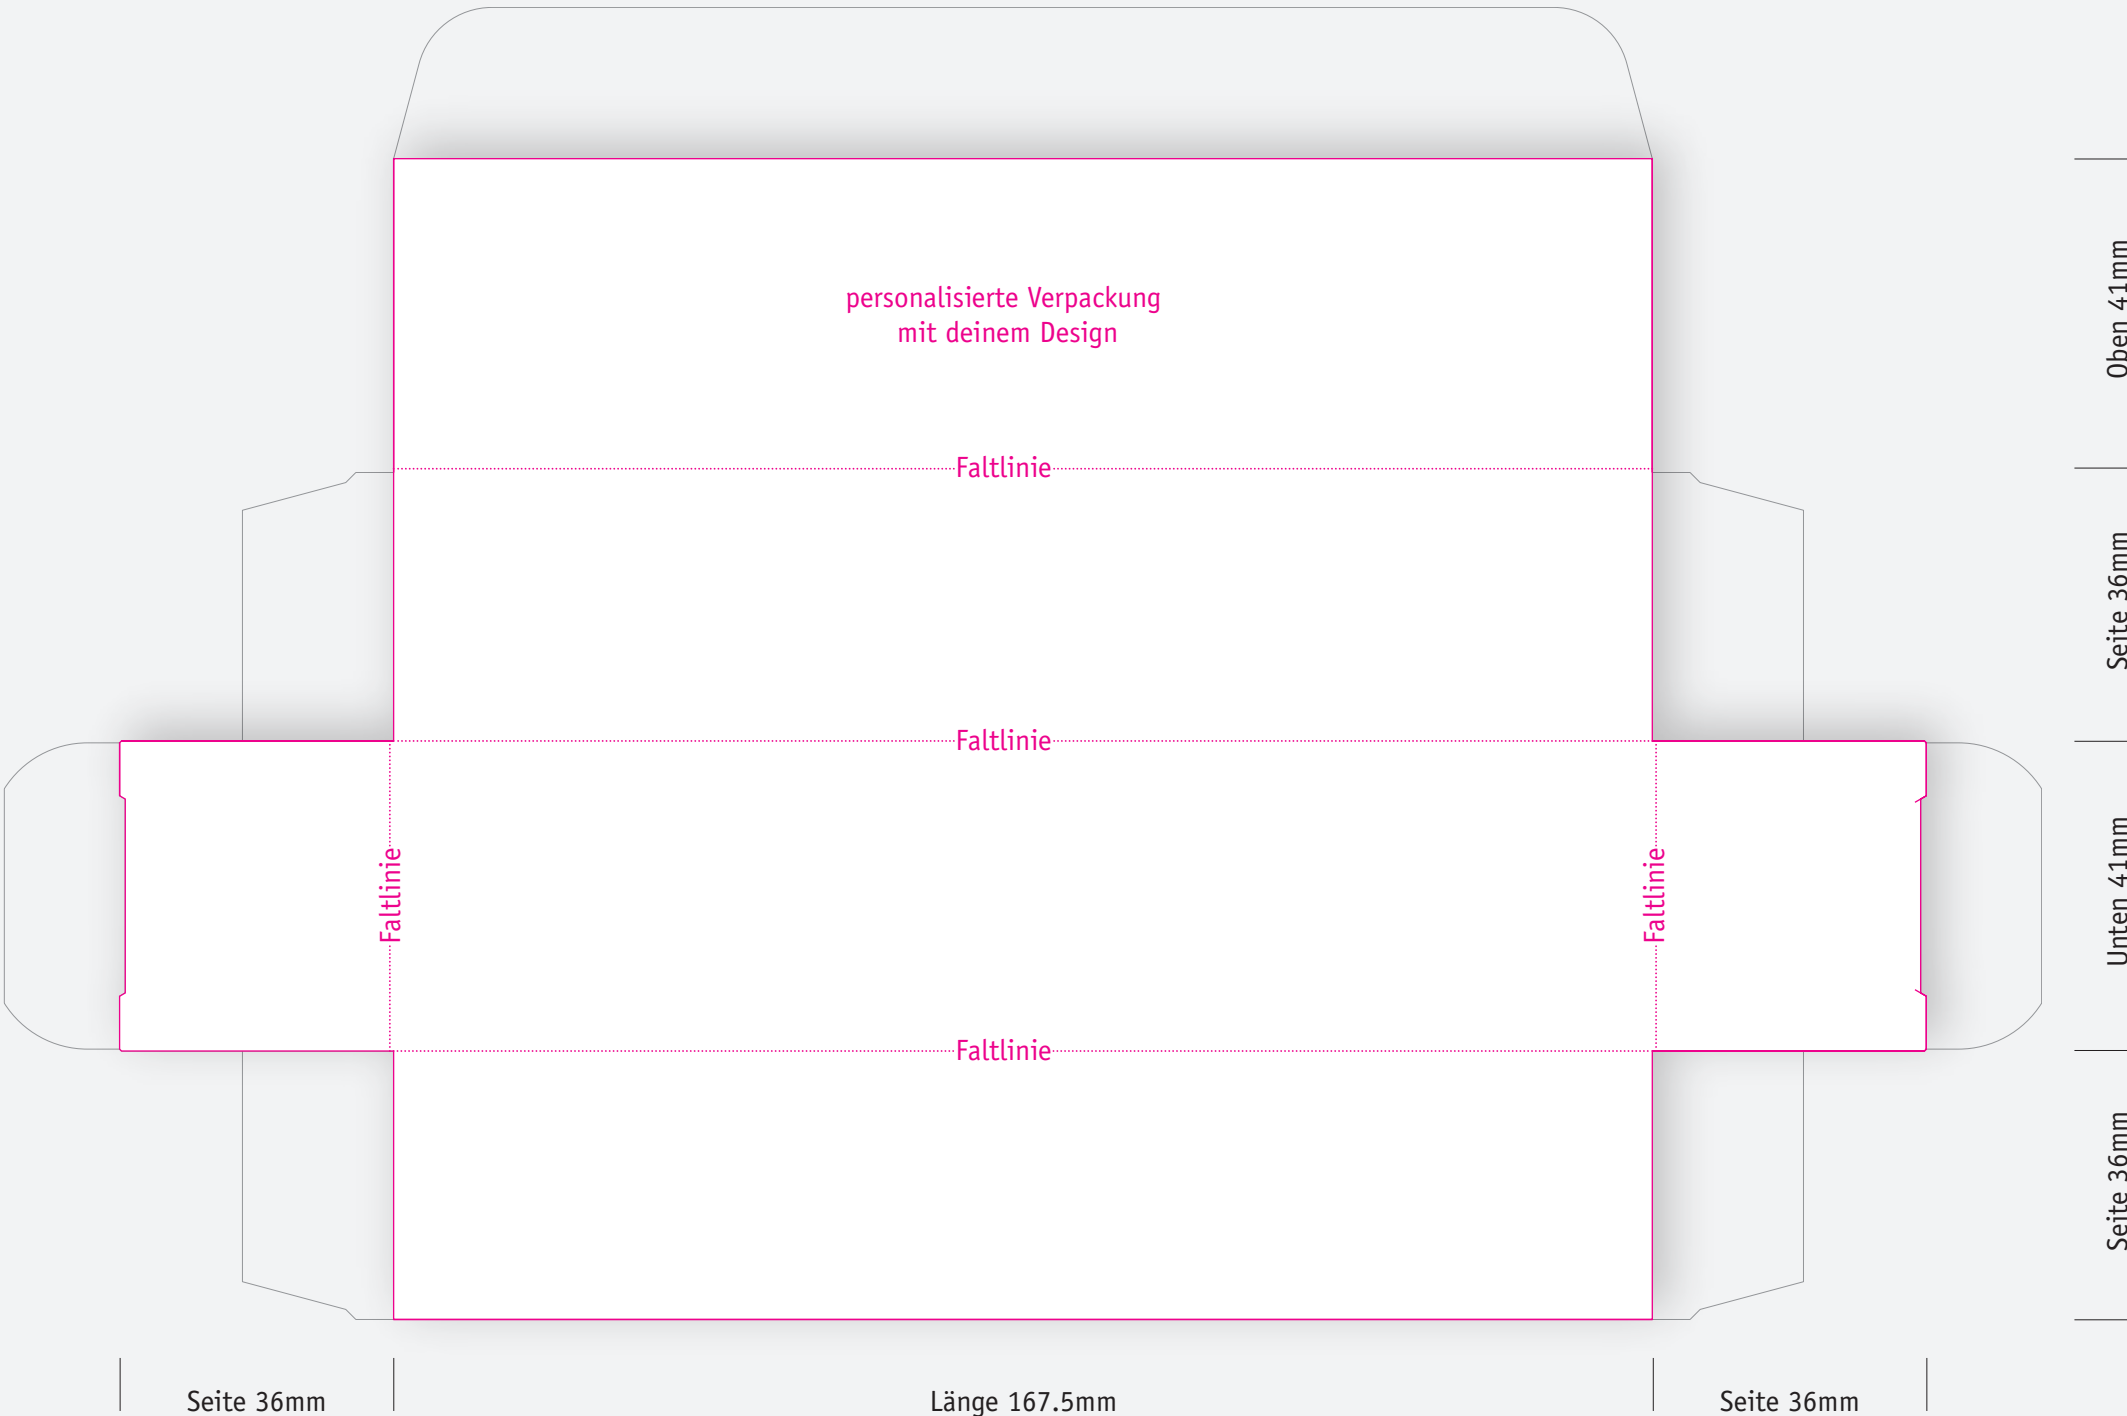 personalisierte Verpackung
mit deinem Design
Oben 41mm
Faltlinie
Seite 36mm
Faltlinie
Faltlinie
Faltlinie
Unten 41mm
Faltlinie
Seite 36mm
Seite 36mm
Länge 167.5mm
Seite 36mm